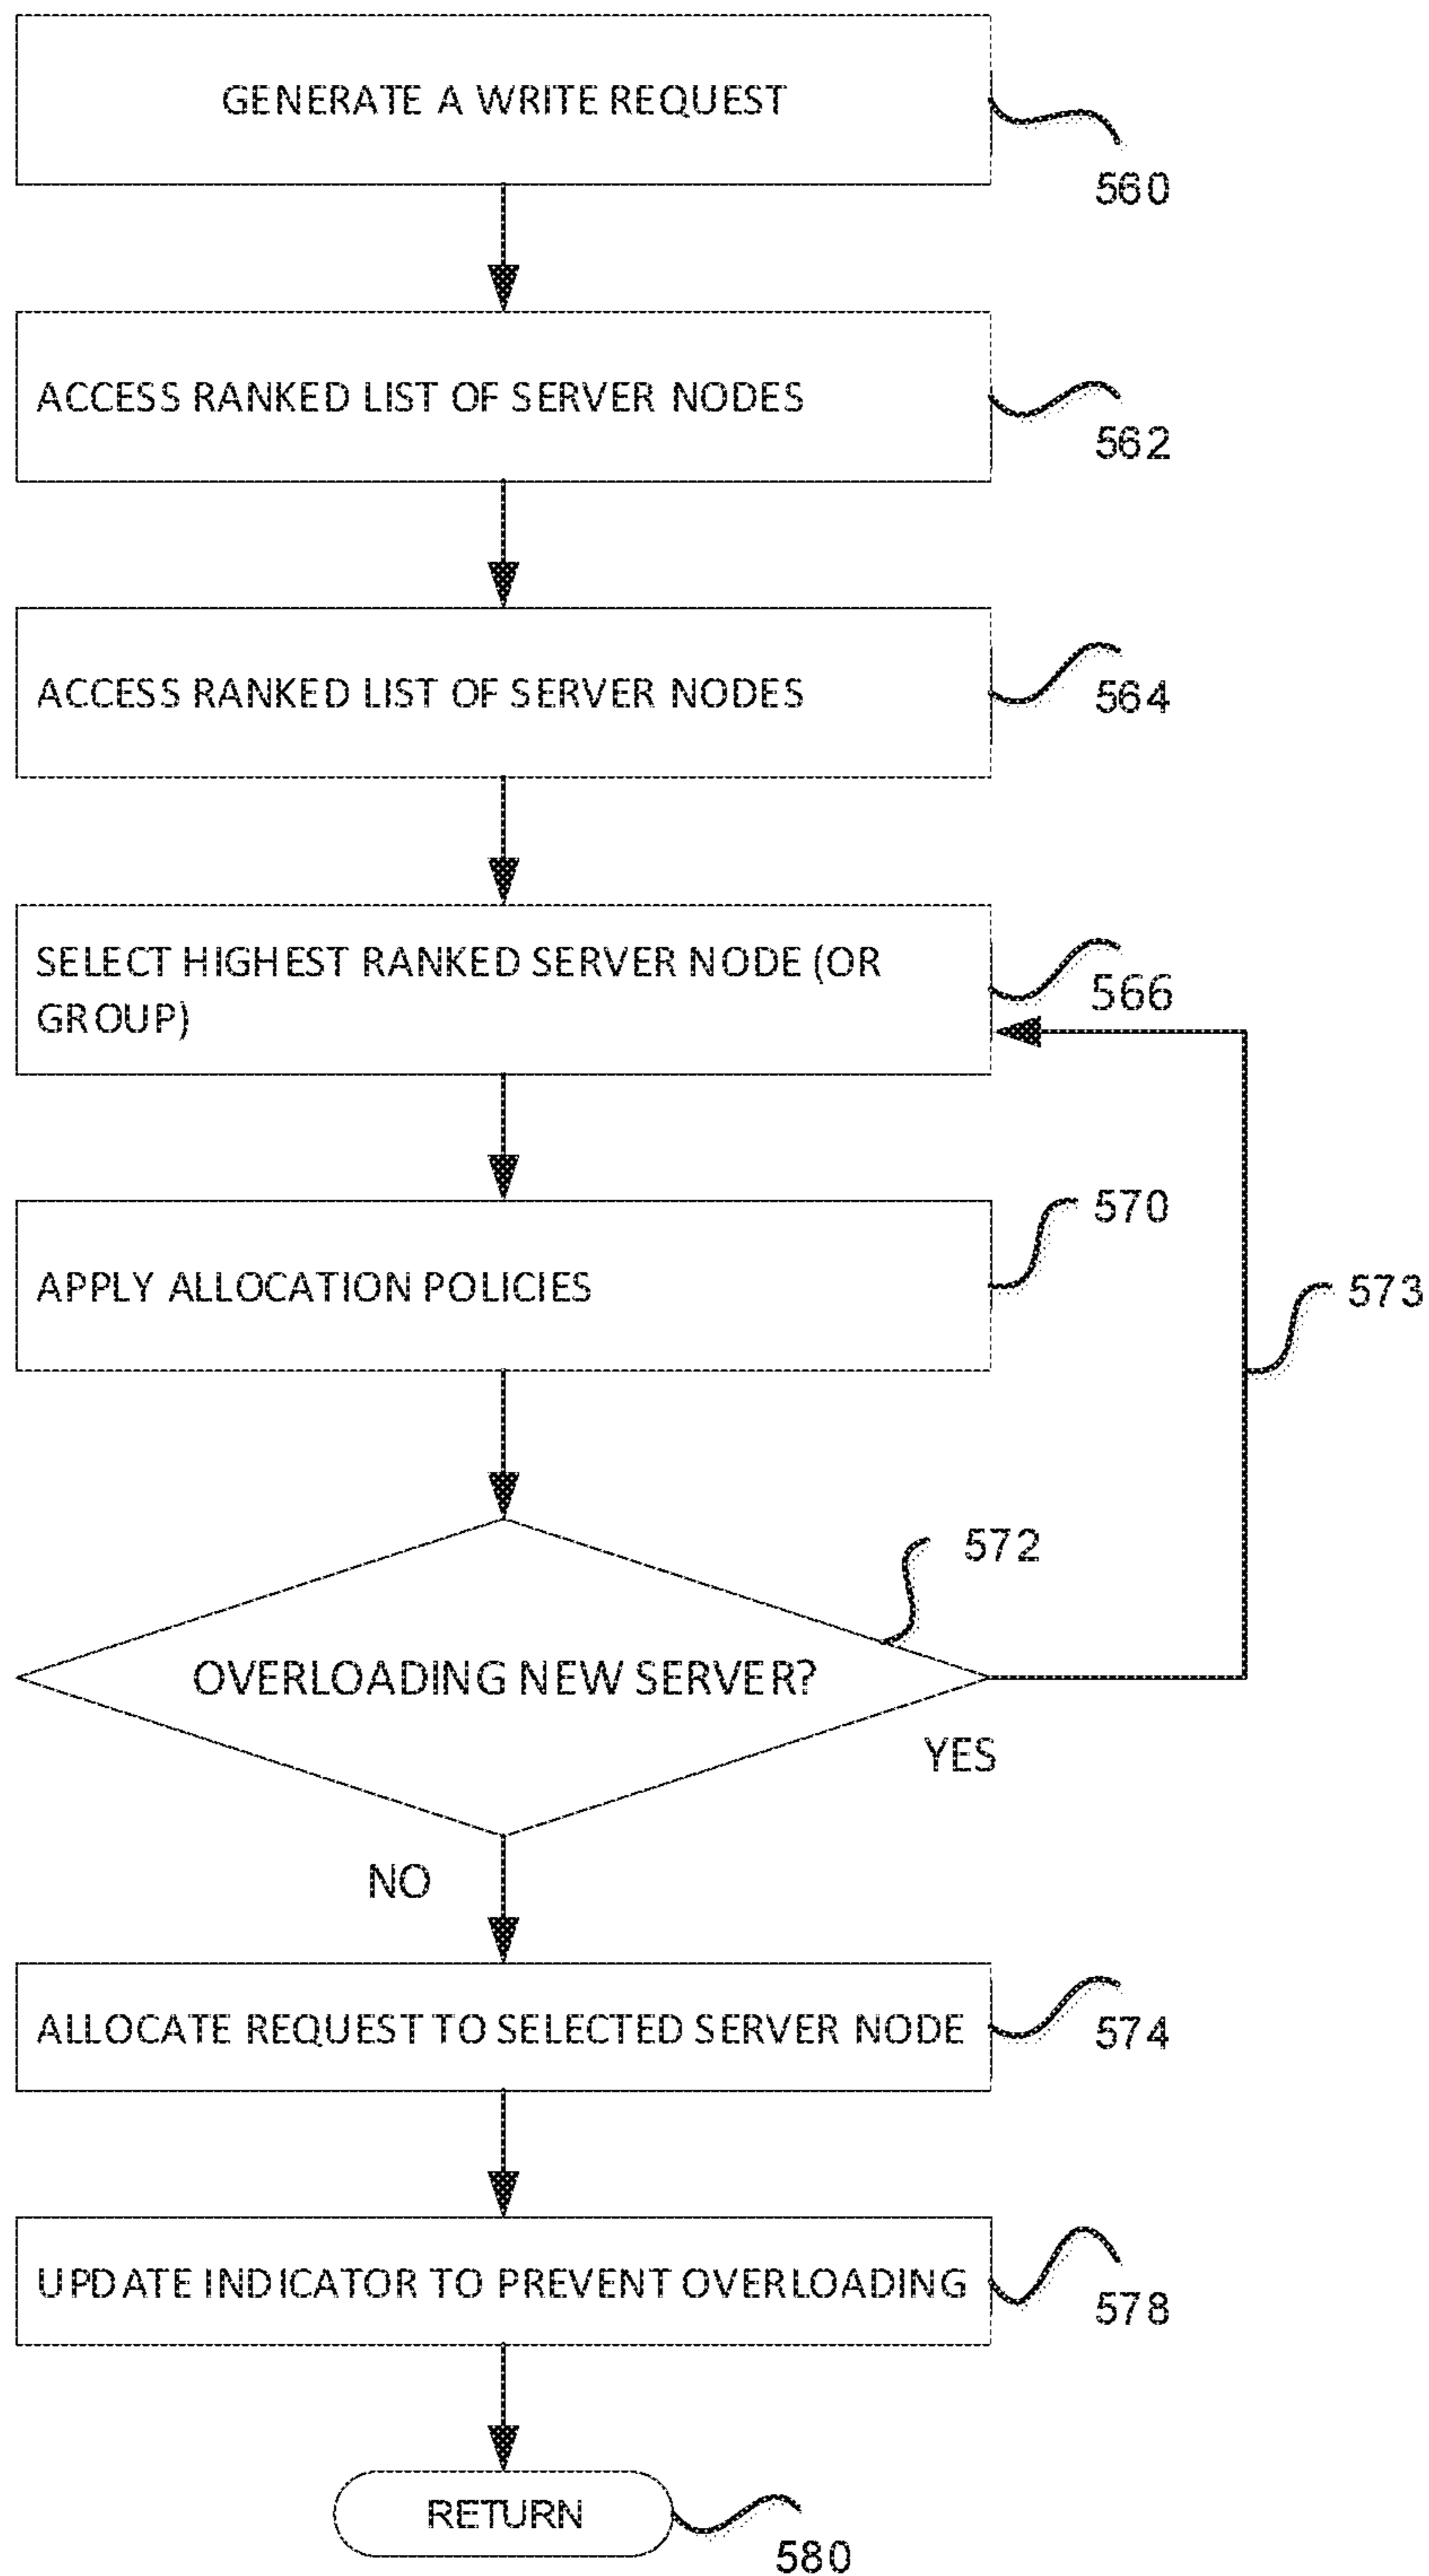 GENERATE A WRITE REQUEST
560
ACCESS RANKED LIST OF SERVER NODES
562
ACCESS RANKED LIST OF SERVER NODES
564
SELECT HIGHEST RANKED SERVER NODE (OR
GROUP)
566
APPLY ALLOCATION POLICIES
570
573
572
OVERLOADING NEW SERVER?
YES
NO
ALLOCATE REQUEST TO SELECTED SERVER NODE
574
UPDATE INDICATOR TO PREVENT OVERLOADING
578
RETURN
580